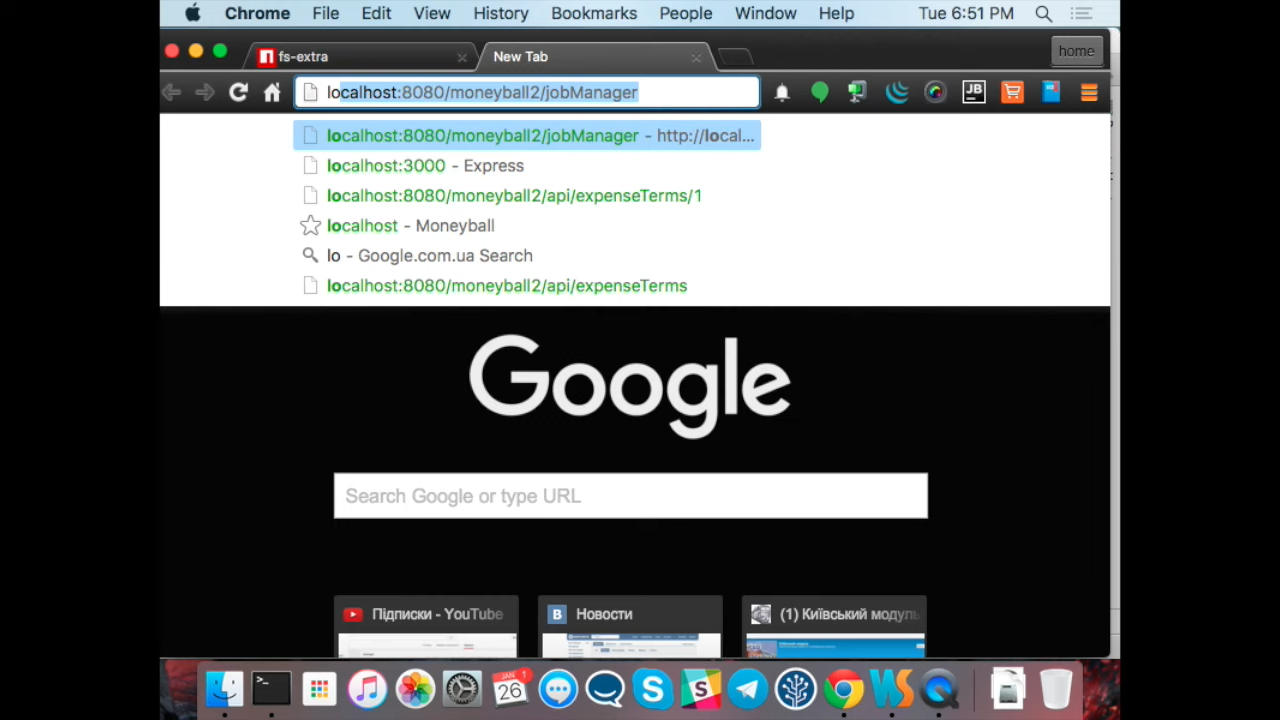 Chrome File Edit View History Bookmarks People Window Help Tue 6:51 PM
fs-extra New Tab home
localhost:8080/moneyball2/jobManager JB
localhost:8080/moneyball2/jobManager - http://local...
localhost:3000 - Express
localhost:8080/moneyball2/api/expenseTerms/1
localhost - Moneyball
lo - Google.com.ua Search
localhost:8080/moneyball2/api/expenseTerms
Google
Search Google or type URL
Підписки - YouTube В Новости (1) Київський модуль
JAN 1
26